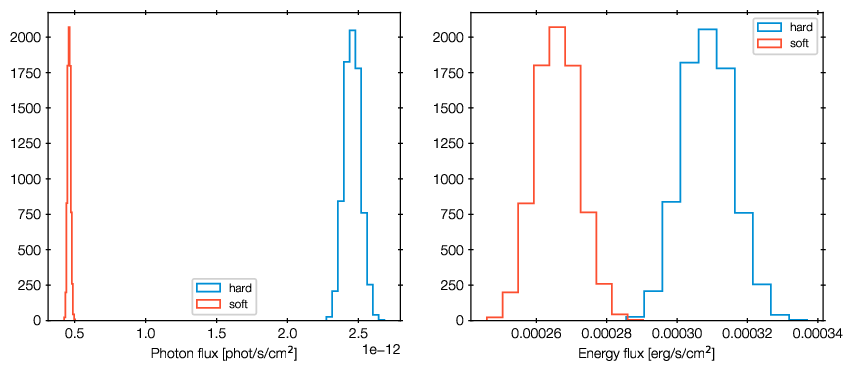 2000
1750
1500
1250
1000
750
500
250
0
hard
soft
0.5 1.0 1.5 2.0 2.5
Photon flux [phot/s/cm²]
1e−12
2000
1750
1500
1250
1000
750
500
250
0
hard
soft
0.00026 0.00028 0.00030 0.00032 0.00034
Energy flux [erg/s/cm²]